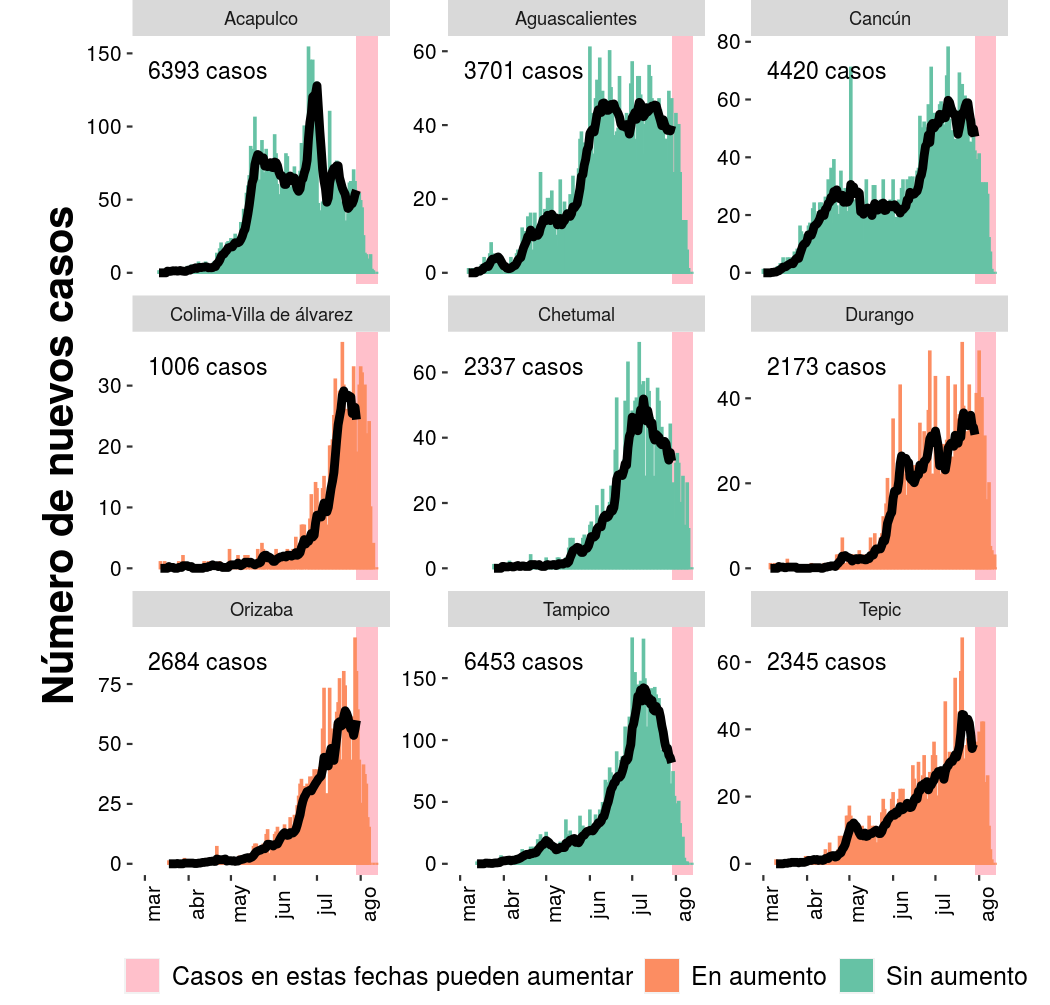 Número de nuevos casos
Acapulco
Aguascalientes
Cancún
6393 casos
3701 casos
4420 casos
150
100
50
0
60
40
20
0
80
60
40
20
0
Colima-Villa de álvarez
Chetumal
Durango
1006 casos
2337 casos
2173 casos
30
20
10
0
60
40
20
0
40
20
0
Orizaba
Tampico
Tepic
2684 casos
6453 casos
2345 casos
75
50
25
0
150
100
50
0
60
40
20
0
mar abr may jun jul ago
mar abr may jun jul ago
mar abr may jun jul ago
Casos en estas fechas pueden aumentar
En aumento
Sin aumento